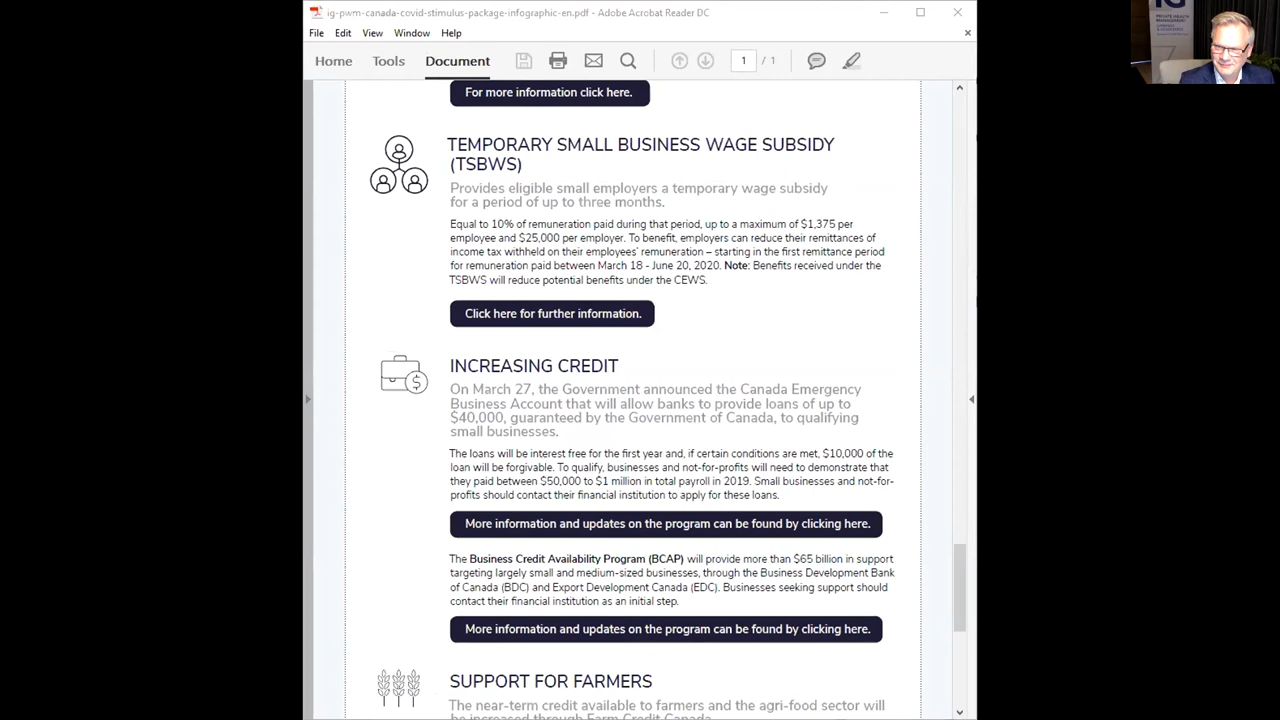 ig-pwm-canada-covid-stimulus-package-infographic-en.pdf - Adobe Acrobat Reader DC
File Edit View Window Help
Home Tools Document 1 / 1
For more information click here.
TEMPORARY SMALL BUSINESS WAGE SUBSIDY
(TSBWS)
Provides eligible small employers a temporary wage subsidy
for a period of up to three months.
Equal to 10% of remuneration paid during that period, up to a maximum of $1,375 per
employee and $25,000 per employer. To benefit, employers can reduce their remittances of
income tax withheld on their employees' remuneration – starting in the first remittance period
for remuneration paid between March 18 - June 20, 2020. Note: Benefits received under the
TSBWS will reduce potential benefits under the CEWS.
Click here for further information.
INCREASING CREDIT
On March 27, the Government announced the Canada Emergency
Business Account that will allow banks to provide loans of up to
$40,000, guaranteed by the Government of Canada, to qualifying
small businesses.
The loans will be interest free for the first year and, if certain conditions are met, $10,000 of the
loan will be forgivable. To qualify, businesses and not-for-profits will need to demonstrate that
they paid between $50,000 to $1 million in total payroll in 2019. Small businesses and not-for-
profits should contact their financial institution to apply for these loans.
More information and updates on the program can be found by clicking here.
The Business Credit Availability Program (BCAP) will provide more than $65 billion in support
targeting largely small and medium-sized businesses, through the Business Development Bank
of Canada (BDC) and Export Development Canada (EDC). Businesses seeking support should
contact their financial institution as an initial step.
More information and updates on the program can be found by clicking here.
SUPPORT FOR FARMERS
The near-term credit available to farmers and the agri-food sector will
be increased through Farm Credit Canada.
IG
PRIVATE WEALTH
MANAGEMENT